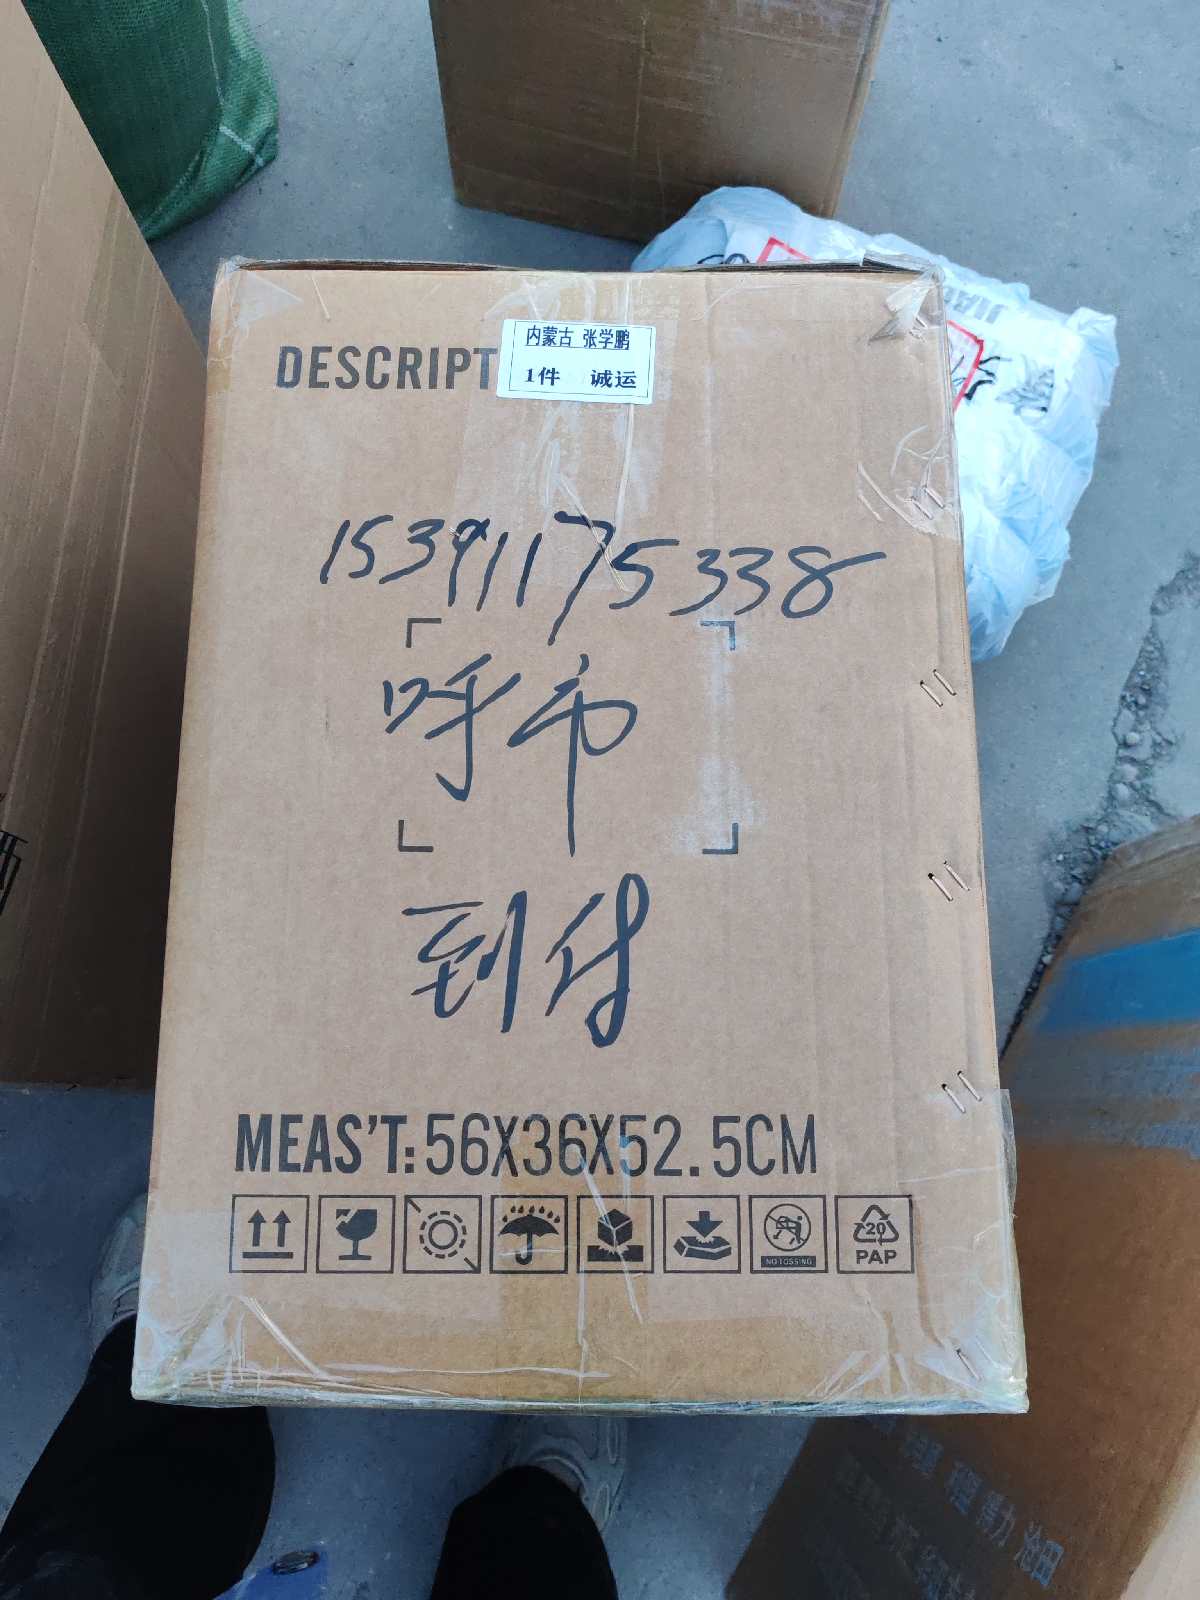 内蒙古 张学鹏
1件 诚运
DESCRIPT
15391175338
呼市
到付
MEAS'T: 56X36X52.5CM
NO TOSSING
20
PAP